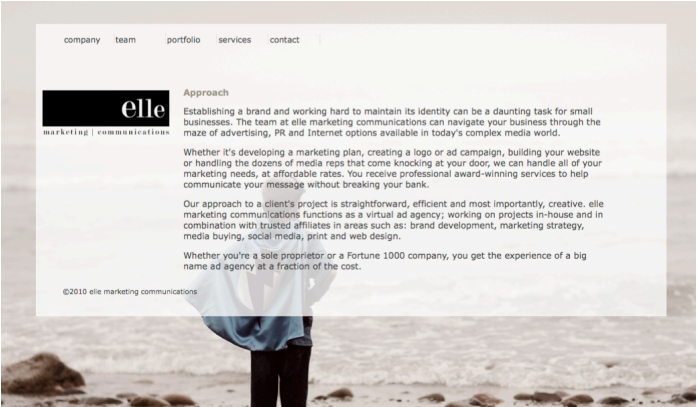 company team portfolio services contact
elle
marketing | communications
Approach
Establishing a brand and working hard to maintain its identity can be a daunting task for small
businesses. The team at elle marketing communications can navigate your business through the
maze of advertising, PR and Internet options available in today's complex media world.
Whether it's developing a marketing plan, creating a logo or ad campaign, building your website
or handling the dozens of media reps that come knocking at your door, we can handle all of your
marketing needs, at affordable rates. You receive professional award-winning services to help
communicate your message without breaking your bank.
Our approach to a client's project is straightforward, efficient and most importantly, creative. elle
marketing communications functions as a virtual ad agency; working on projects in-house and in
combination with trusted affiliates in areas such as: brand development, marketing strategy,
media buying, social media, print and web design.
Whether you're a sole proprietor or a Fortune 1000 company, you get the experience of a big
name ad agency at a fraction of the cost.
©2010 elle marketing communications